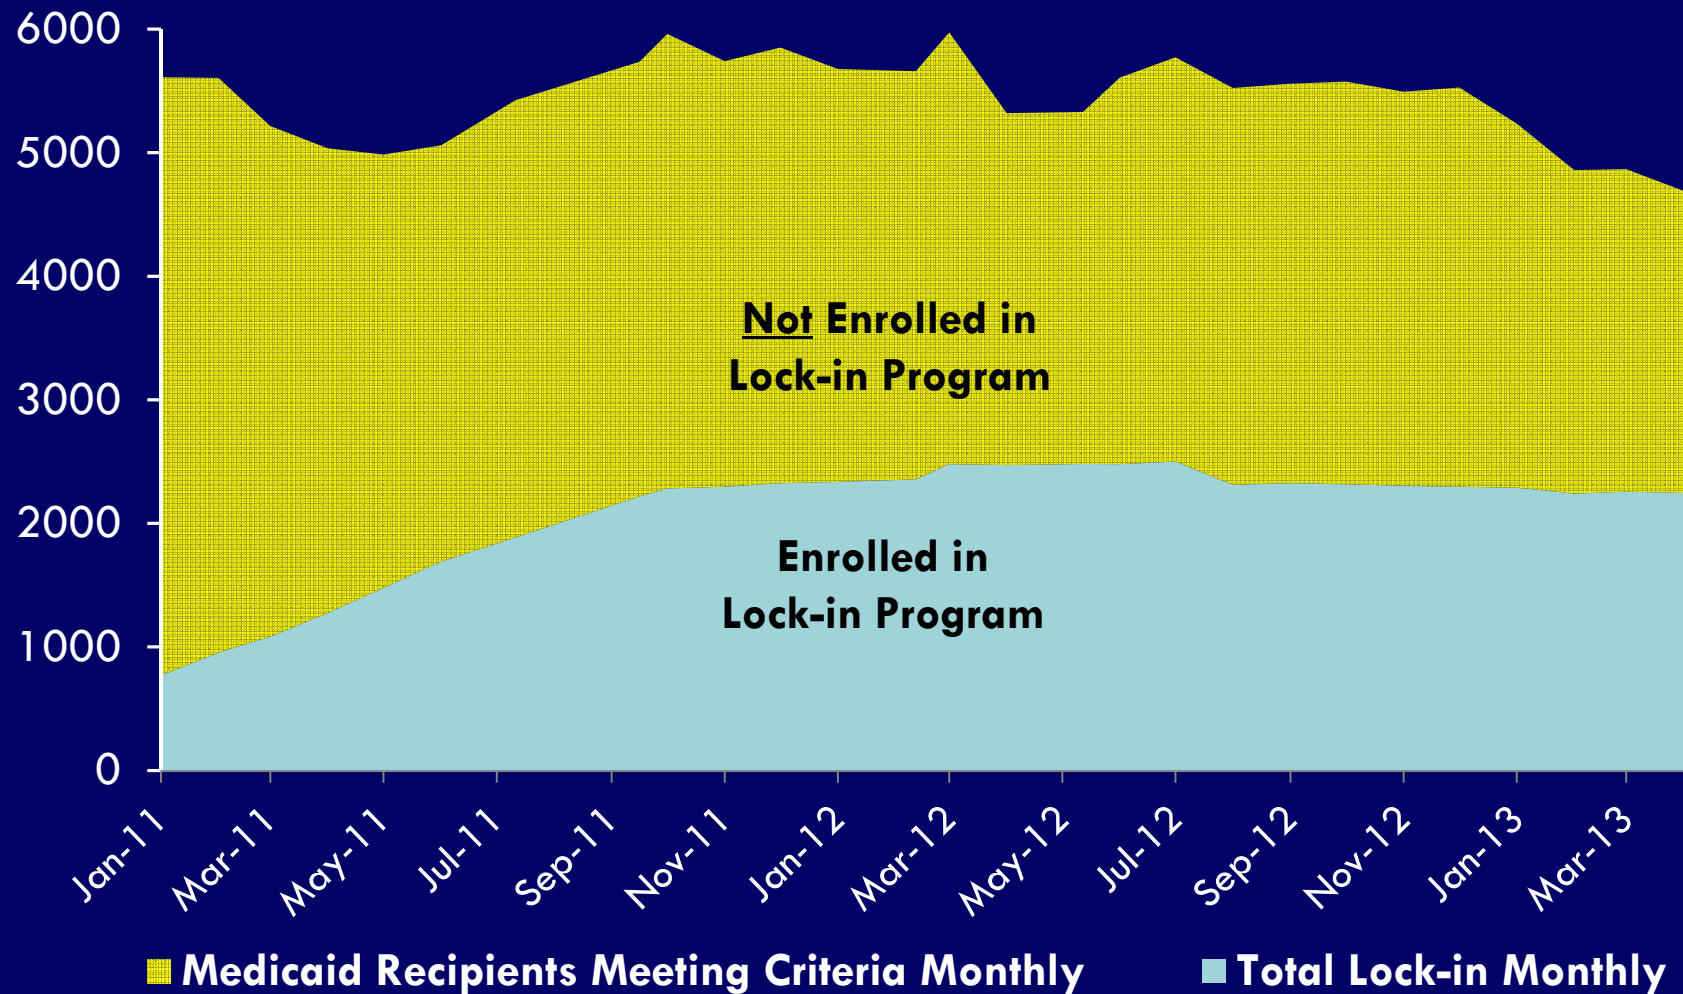 6000
5000
4000
3000
2000
1000
0
Not Enrolled in
Lock-in Program
Enrolled in
Lock-in Program
Jan-11
Mar-11
May-11
Jul-11
Sep-11
Nov-11
Jan-12
Mar-12
May-12
Jul-12
Sep-12
Nov-12
Jan-13
Mar-13
Medicaid Recipients Meeting Criteria Monthly
Total Lock-in Monthly